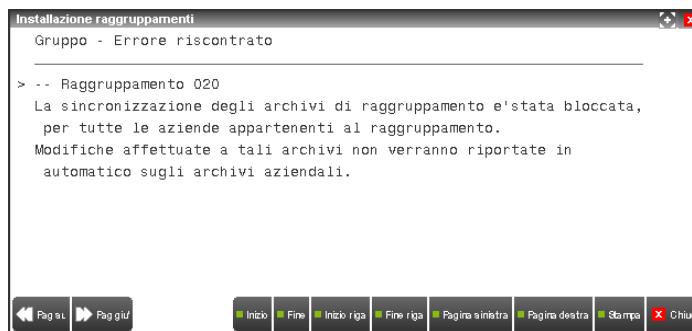 Installazione raggruppamenti
Gruppo - Errore riscontrato
> -- Raggruppamento 020
La sincronizzazione degli archivi di raggruppamento e'stata bloccata,
per tutte le aziende appartenenti al raggruppamento.
Modifiche affettuate a tali archivi non verranno riportate in
automatico sugli archivi aziendali.
Pag su Pag giu' Inizio Fine Inizio riga Fine riga Pagina sinistra Pagina destra Stampa Chiu